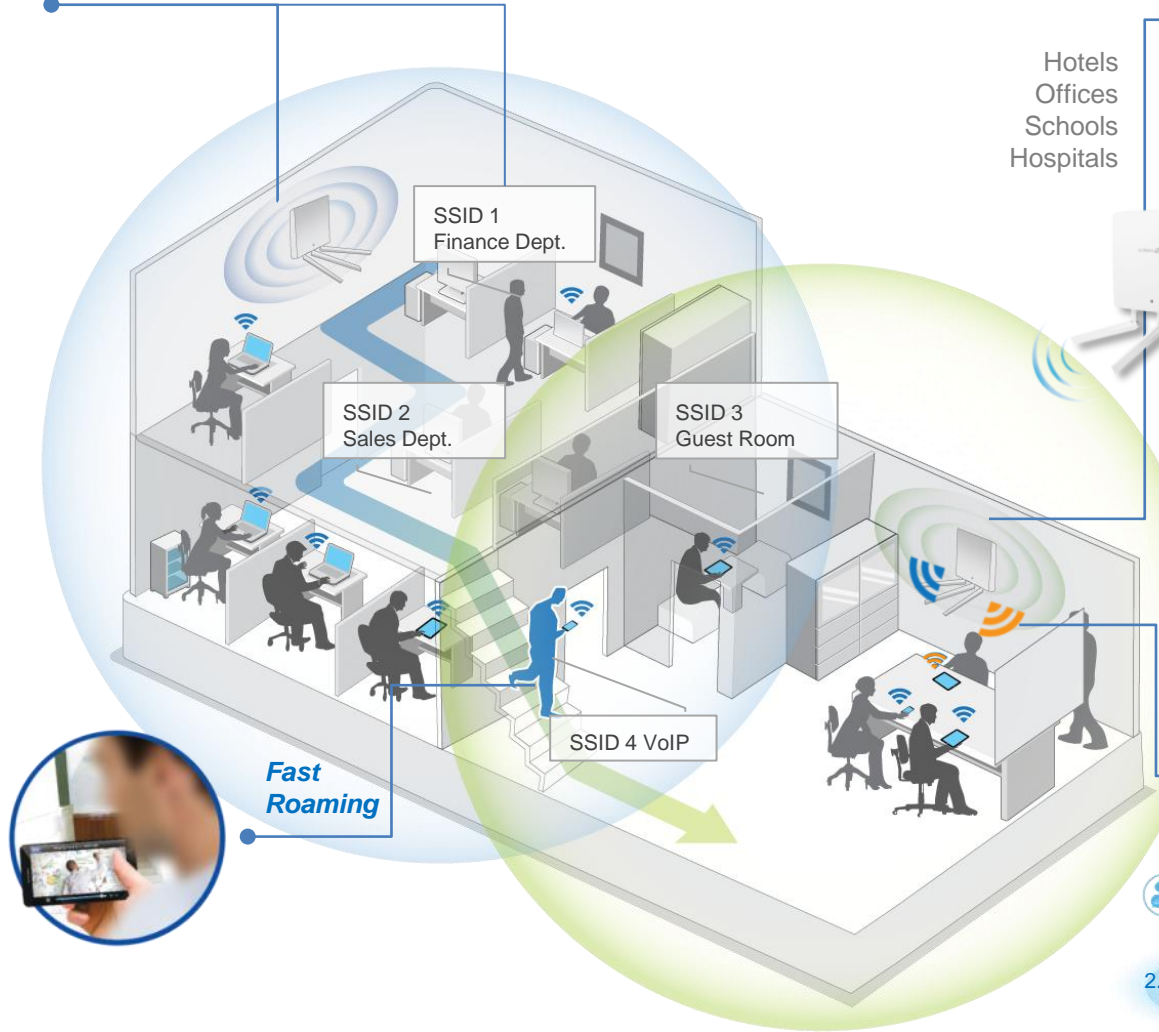 Hotels
Offices
Schools
Hospitals
SSID 1
Finance Dept.
SSID 2
Sales Dept.
SSID 3
Guest Room
SSID 4 VoIP
Fast
Roaming
2.